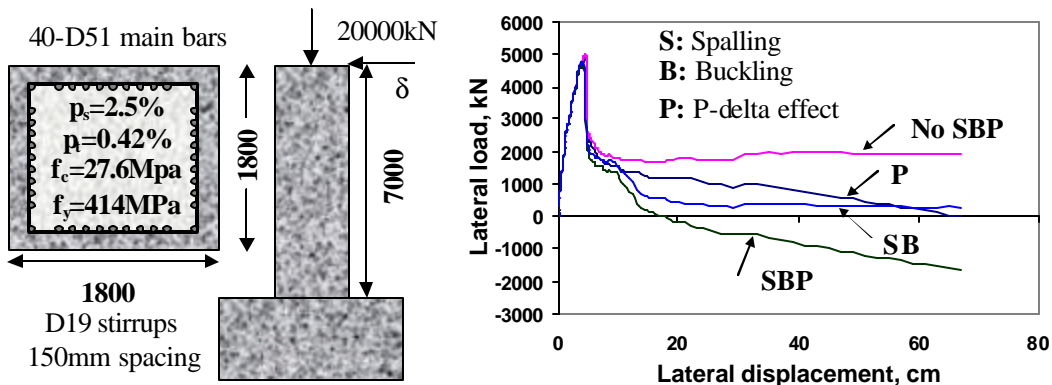 40-D51 main bars
20000kN
δ
ps=2.5%
pt=0.42%
fc=27.6Mpa
fy=414MPa
1800
7000
1800
D19 stirrups
150mm spacing
Lateral load, kN
6000
5000
4000
3000
2000
1000
0
-1000
-2000
-3000
S: Spalling
B: Buckling
P: P-delta effect
No SBP
P
SB
SBP
0
20
40
60
80
Lateral displacement, cm